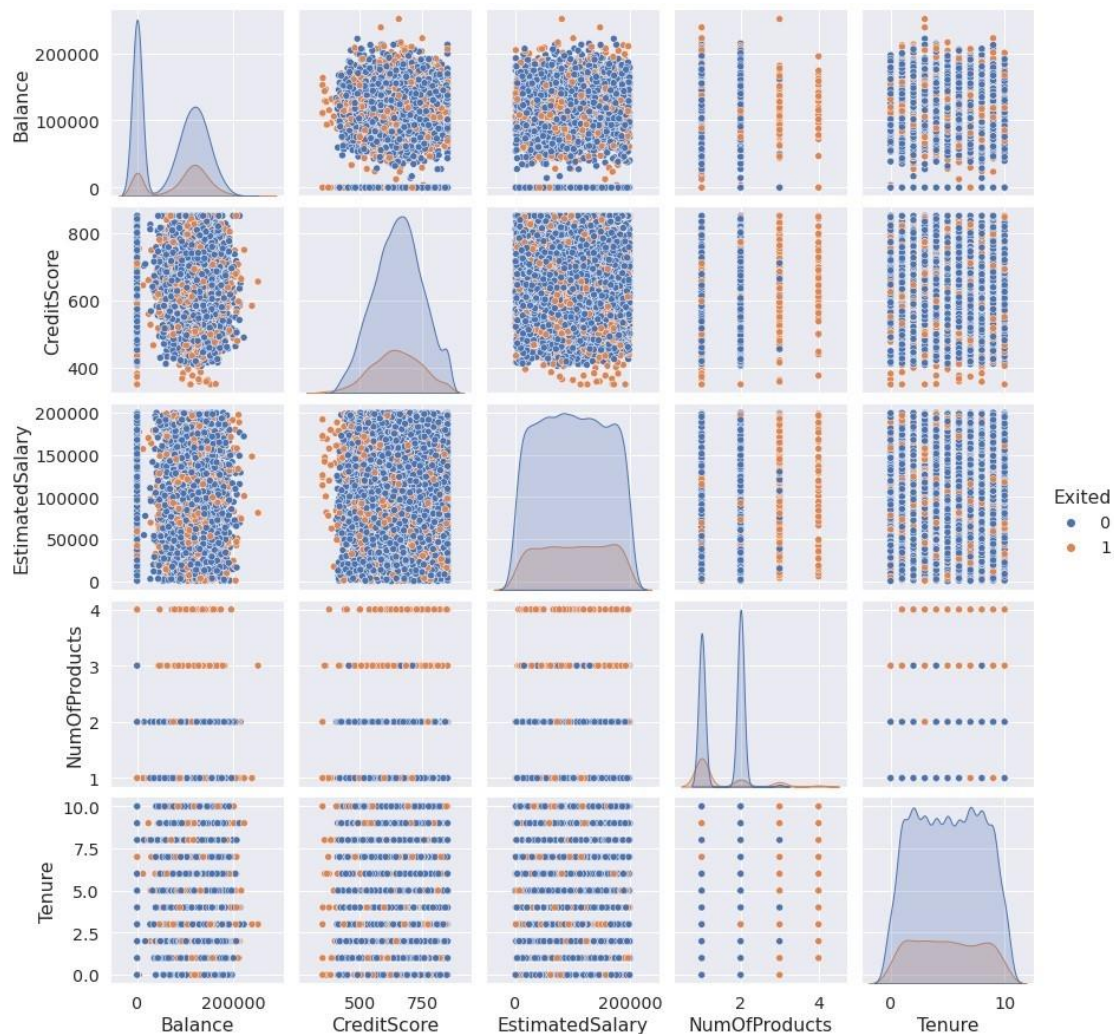 Balance
200000
100000
0
CreditScore
800
600
400
EstimatedSalary
200000
150000
100000
50000
0
Exited
0
1
NumOfProducts
4
3
2
1
Tenure
10.0
7.5
5.0
2.5
0.0
0 200000
500 750
0 200000
2 4
0 10
Balance
CreditScore
EstimatedSalary
NumOfProducts
Tenure